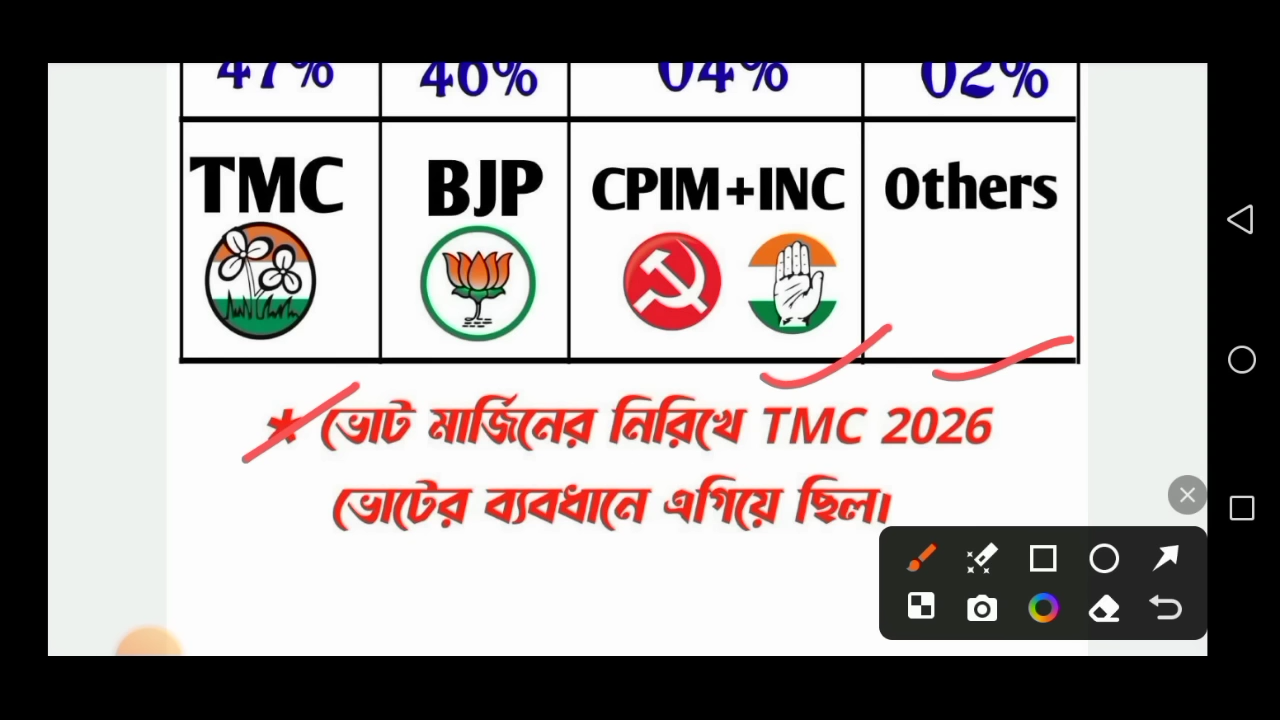 47% 46% 04% 02%
TMC BJP CPIM+INC Others
* ভোট মার্জিনের নিরিখে TMC 2026
ভোটের ব্যবধানে এগিয়ে ছিল।